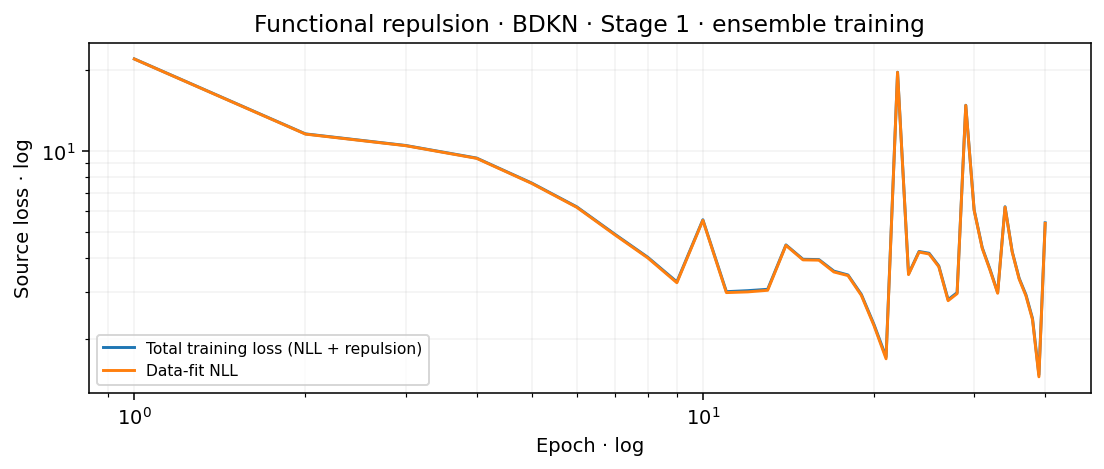 Functional repulsion · BDKN · Stage 1 · ensemble training
Source loss · log
10¹
Total training loss (NLL + repulsion)
Data-fit NLL
10⁰
10¹
Epoch · log